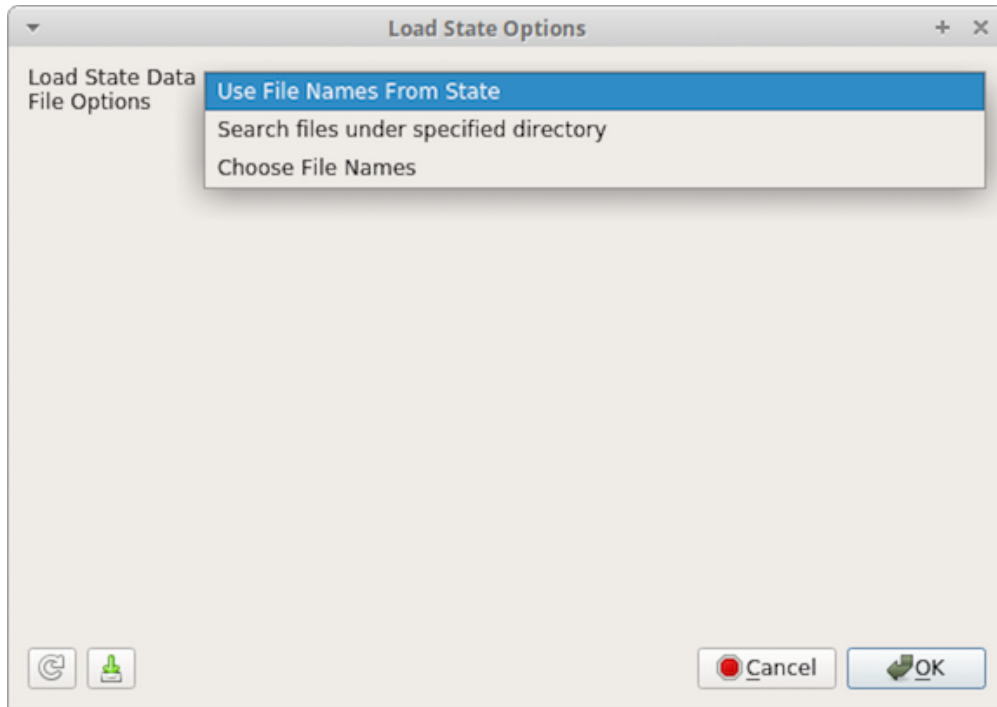 Load State Options
Load State Data
File Options
Use File Names From State
Search files under specified directory
Choose File Names
Cancel
OK